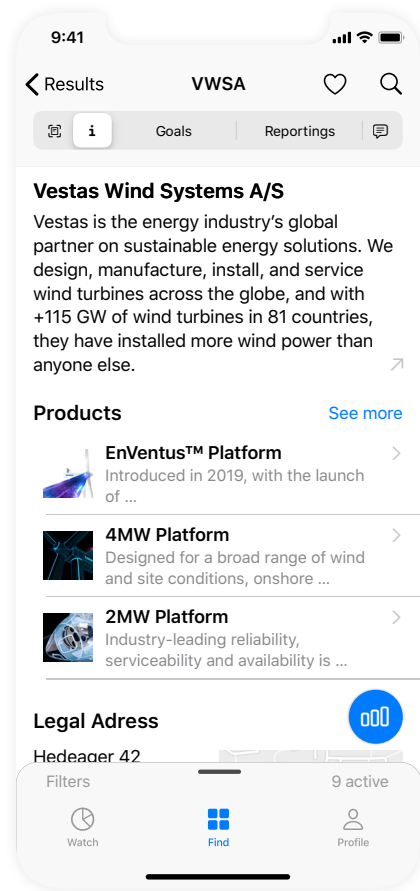 9:41
Results
VWSA
i
Goals
Reportings
Vestas Wind Systems A/S
Vestas is the energy industry's global
partner on sustainable energy solutions. We
design, manufacture, install, and service
wind turbines across the globe, and with
+115 GW of wind turbines in 81 countries,
they have installed more wind power than
anyone else.
Products
See more
EnVentus™ Platform
Introduced in 2019, with the launch
of ...
4MW Platform
Designed for a broad range of wind
and site conditions, onshore ...
2MW Platform
Industry-leading reliability,
serviceability and availability is ...
Legal Adress
Hedeager 42
Filters
9 active
Watch
Find
Profile